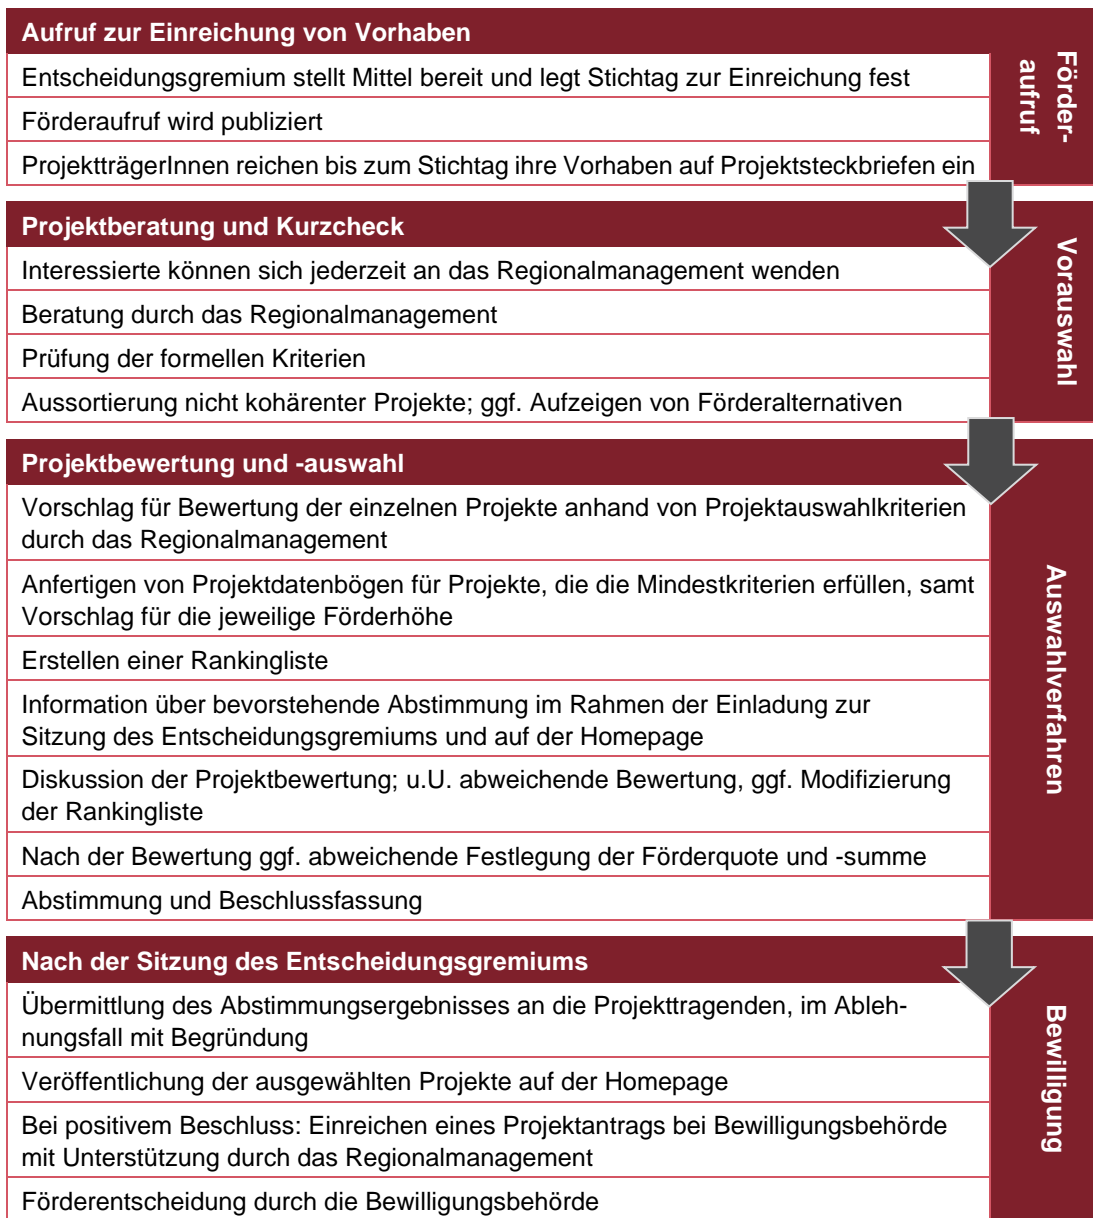 Aufruf zur Einreichung von Vorhaben
Entscheidungsgremium stellt Mittel bereit und legt Stichtag zur Einreichung fest
Förderaufruf wird publiziert
ProjektträgerInnen reichen bis zum Stichtag ihre Vorhaben auf Projektsteckbriefen ein
Förder-
aufruf
Projektberatung und Kurzcheck
Interessierte können sich jederzeit an das Regionalmanagement wenden
Beratung durch das Regionalmanagement
Prüfung der formellen Kriterien
Aussortierung nicht kohärenter Projekte; ggf. Aufzeigen von Förderalternativen
Vorauswahl
Projektbewertung und -auswahl
Vorschlag für Bewertung der einzelnen Projekte anhand von Projektauswahlkriterien
durch das Regionalmanagement
Anfertigen von Projektdatenbögen für Projekte, die die Mindestkriterien erfüllen, samt
Vorschlag für die jeweilige Förderhöhe
Erstellen einer Rankingliste
Information über bevorstehende Abstimmung im Rahmen der Einladung zur
Sitzung des Entscheidungsgremiums und auf der Homepage
Diskussion der Projektbewertung; u.U. abweichende Bewertung, ggf. Modifizierung
der Rankingliste
Nach der Bewertung ggf. abweichende Festlegung der Förderquote und -summe
Abstimmung und Beschlussfassung
Auswahlverfahren
Nach der Sitzung des Entscheidungsgremiums
Übermittlung des Abstimmungsergebnisses an die Projekttragenden, im Ableh-
nungsfall mit Begründung
Veröffentlichung der ausgewählten Projekte auf der Homepage
Bei positivem Beschluss: Einreichen eines Projektantrags bei Bewilligungsbehörde
mit Unterstützung durch das Regionalmanagement
Förderentscheidung durch die Bewilligungsbehörde
Bewilligung